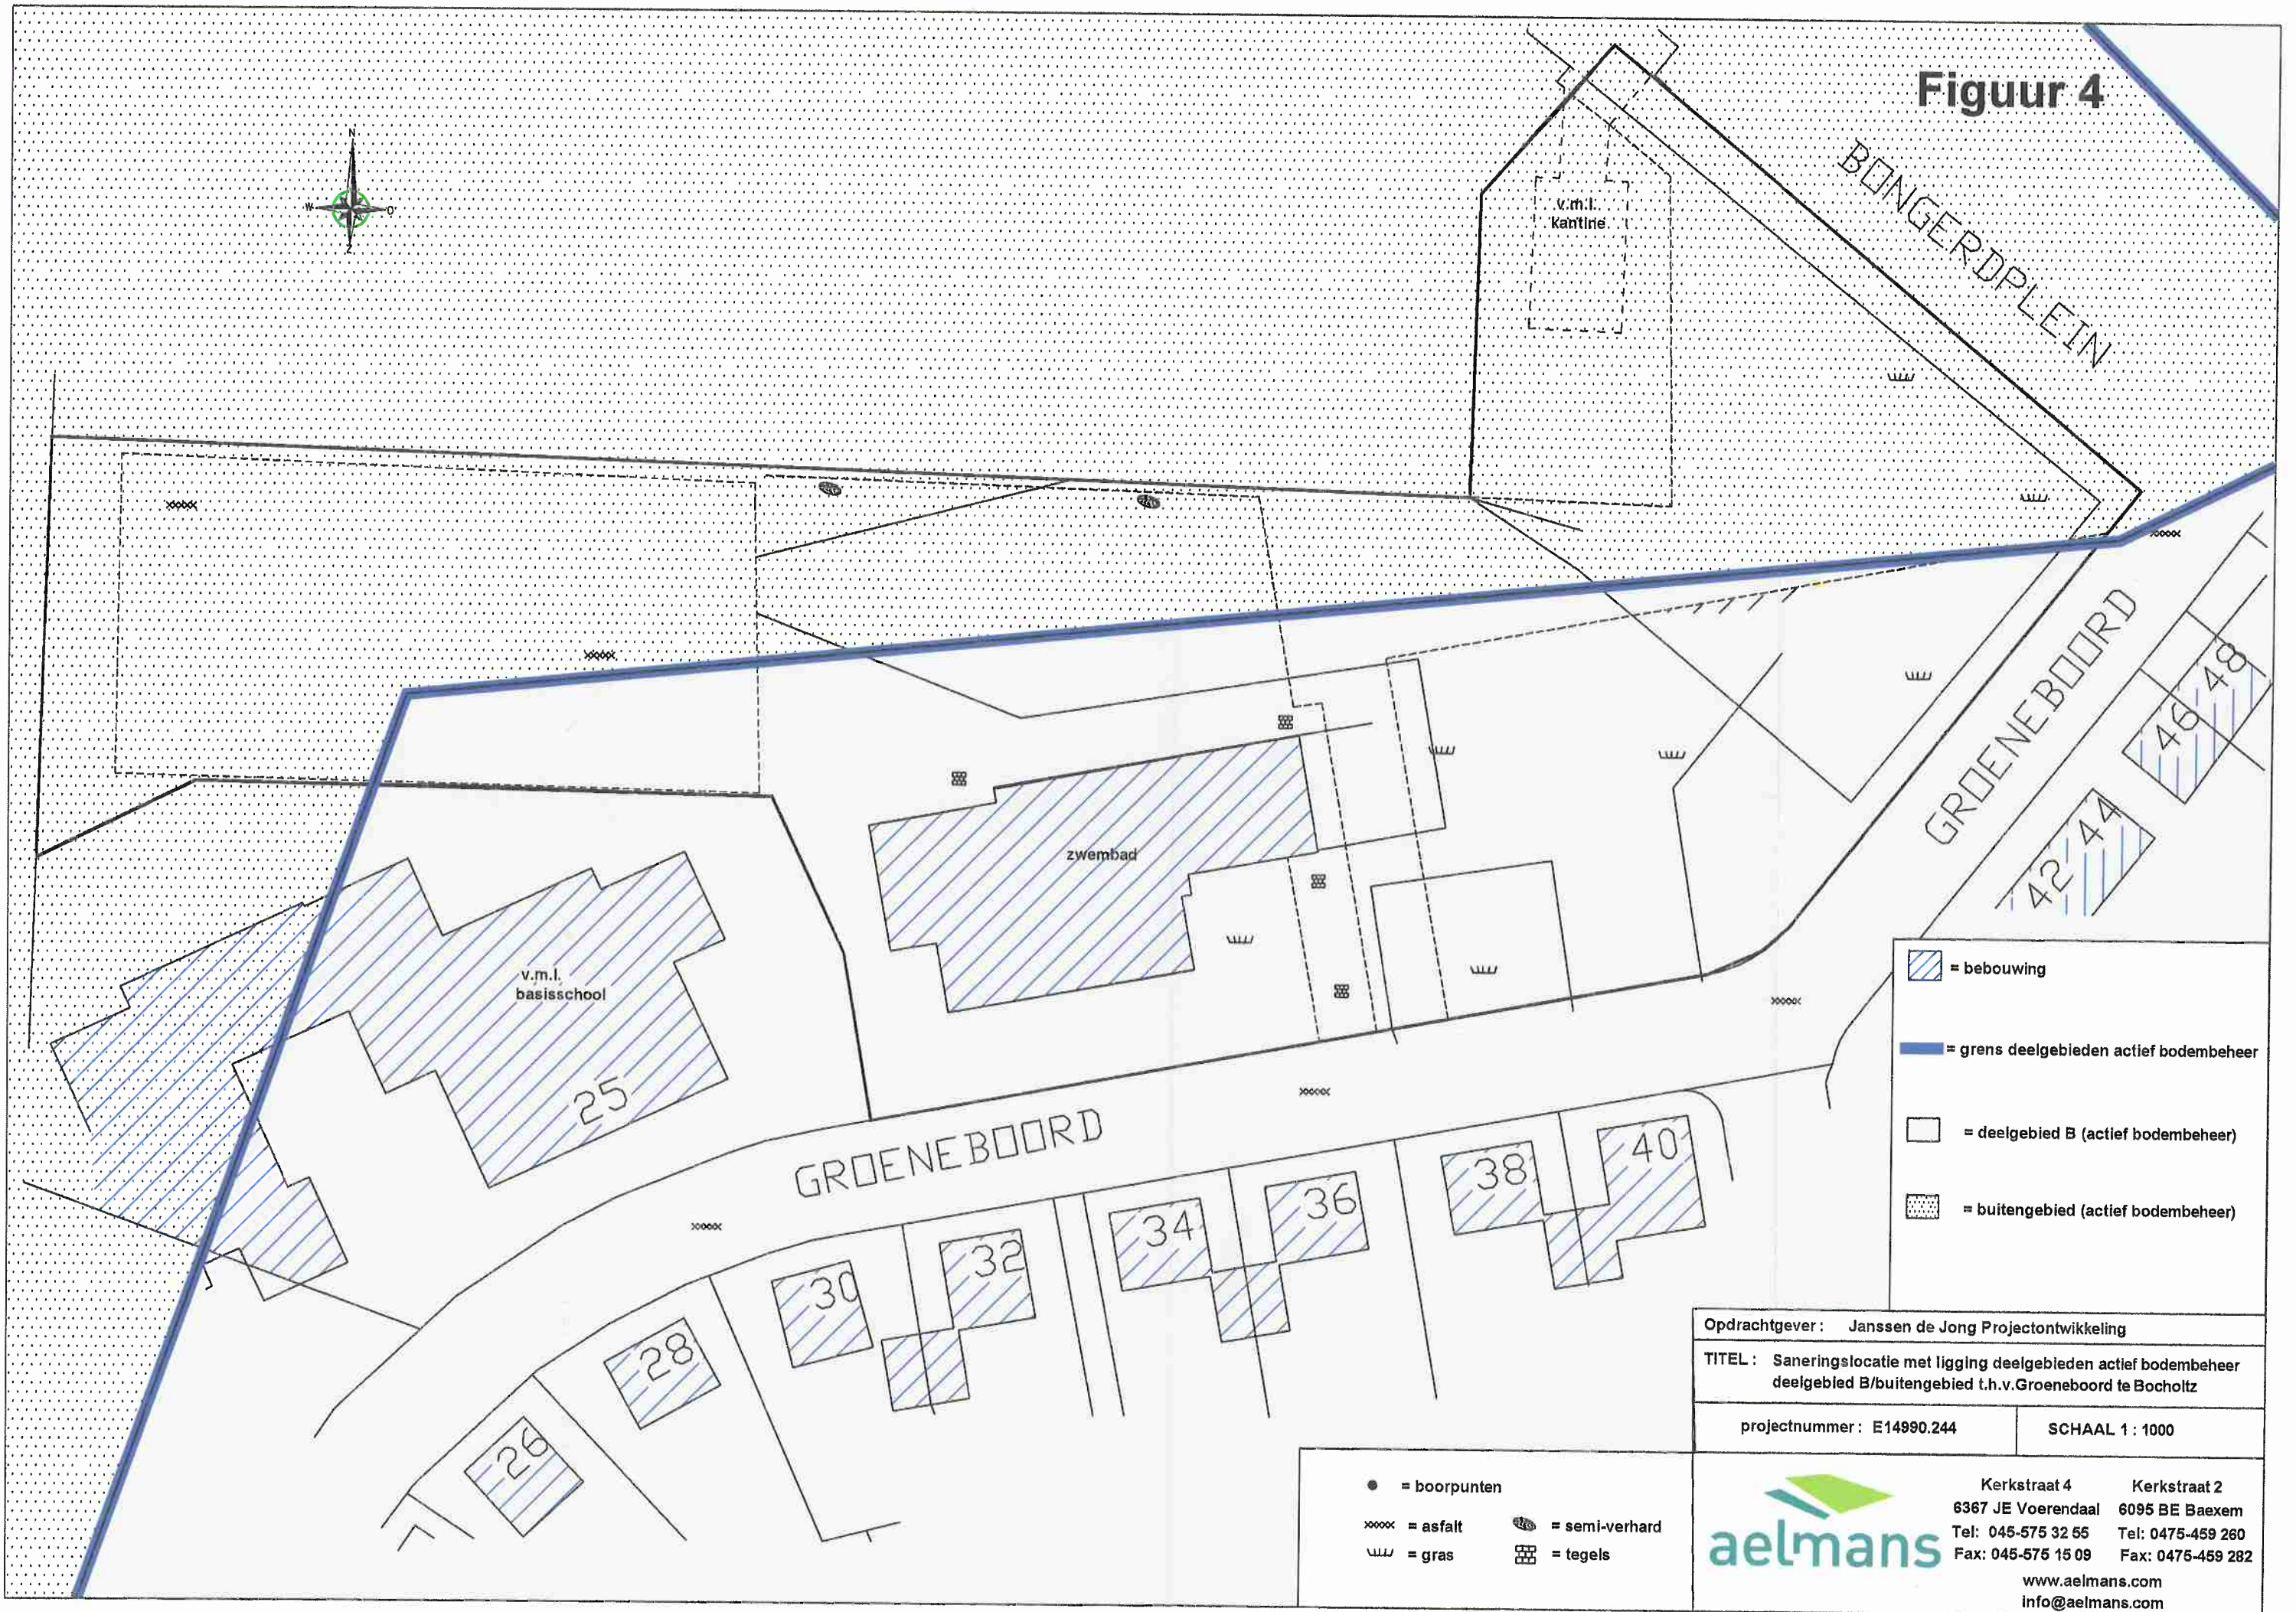 Figuur 4
N
W
O
Z
BONGERDPLEIN
v.m.l.
kantine
GROENEBOORD
48
46
44
42
zwembad
v.m.l.
basisschool
25
GROENEBOORD
40
38
36
34
32
30
28
26
= bebouwing
= grens deelgebieden actief bodembeheer
= deelgebied B (actief bodembeheer)
= buitengebied (actief bodembeheer)
Opdrachtgever : Janssen de Jong Projectontwikkeling
TITEL : Saneringslocatie met ligging deelgebieden actief bodembeheer
deelgebied B/buitengebied t.h.v.Groeneboord te Bocholtz
projectnummer : E14990.244
SCHAAL 1 : 1000
= boorpunten
= asfalt
= semi-verhard
= gras
= tegels
aelmans
Kerkstraat 4
6367 JE Voerendaal
Tel: 045-575 32 55
Fax: 045-575 15 09
Kerkstraat 2
6095 BE Baexem
Tel: 0475-459 260
Fax: 0475-459 282
www.aelmans.com
info@aelmans.com